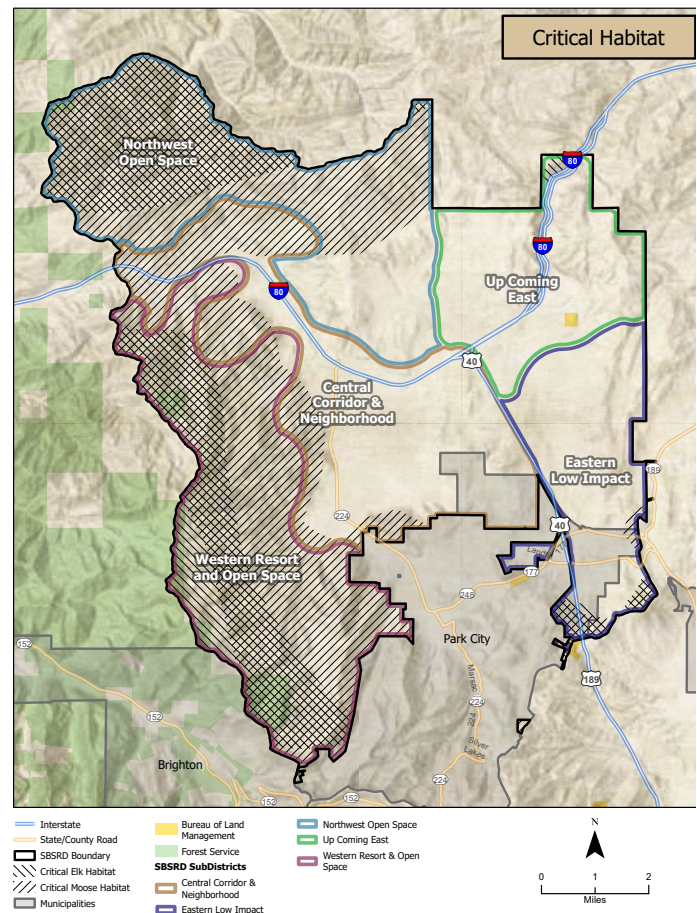 Critical Habitat
Northwest
Open Space
80
80
Up Coming
East
80
40
Central
Corridor &
Neighborhood
Eastern
Low Impact
189
224
40
Western Resort
and Open Space
177
248
Park City
152
189
Marsac
224
152
224
Silver
Lakes
Brighton
152
152
224
N
Interstate
State/County Road
SBSRD Boundary
Critical Elk Habitat
Critical Moose Habitat
Municipalities
Bureau of Land
Management
Forest Service
SBSRD SubDistricts
Central Corridor &
Neighborhood
Eastern Low Impact
Northwest Open Space
Up Coming East
Western Resort & Open
Space
0 1 2
Miles